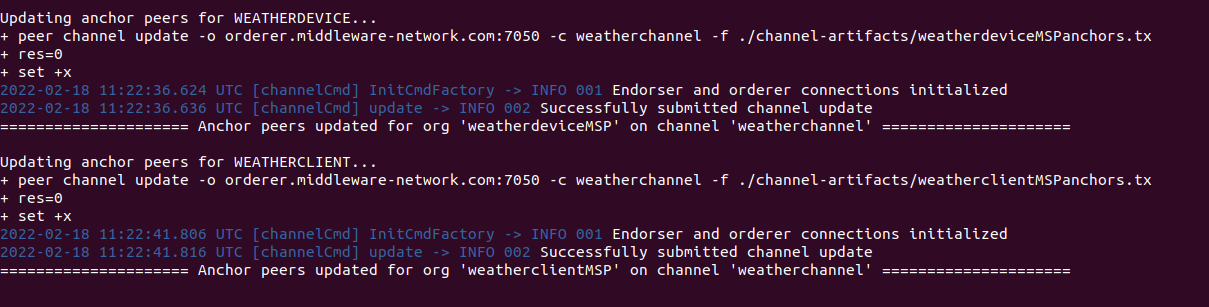 Updating anchor peers for WEATHERDEVICE...
+ peer channel update -o orderer.middleware-network.com:7050 -c weatherchannel -f ./channel-artifacts/weatherdeviceMSPanchors.tx
+ res=0
+ set +x
2022-02-18 11:22:36.624 UTC [channelCmd] InitCmdFactory -> INFO 001 Endorser and orderer connections initialized
2022-02-18 11:22:36.636 UTC [channelCmd] update -> INFO 002 Successfully submitted channel update
===================== Anchor peers updated for org 'weatherdeviceMSP' on channel 'weatherchannel' =====================
Updating anchor peers for WEATHERCLIENT...
+ peer channel update -o orderer.middleware-network.com:7050 -c weatherchannel -f ./channel-artifacts/weatherclientMSPanchors.tx
+ res=0
+ set +x
2022-02-18 11:22:41.806 UTC [channelCmd] InitCmdFactory -> INFO 001 Endorser and orderer connections initialized
2022-02-18 11:22:41.816 UTC [channelCmd] update -> INFO 002 Successfully submitted channel update
===================== Anchor peers updated for org 'weatherclientMSP' on channel 'weatherchannel' =====================